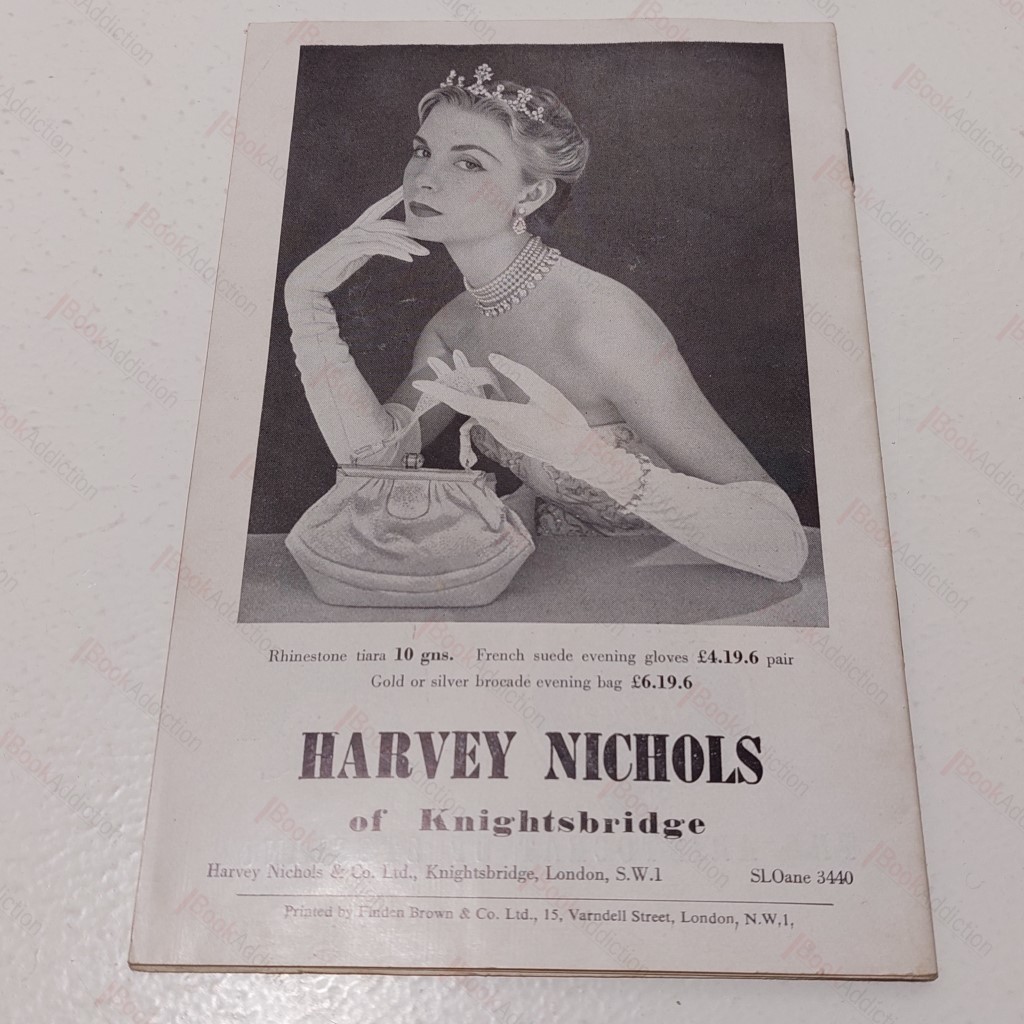 Rhinestone tiara 10 gns. French suede evening gloves £4.19.6 pair
Gold or silver brocade evening bag £6.19.6
HARVEY NICHOLS
of Knightsbridge
Harvey Nichols & Co. Ltd., Knightsbridge, London, S.W.1 SLOane 3440
Printed by Finden Brown & Co. Ltd., 15, Varndell Street, London, N.W,1,
BookAddiction